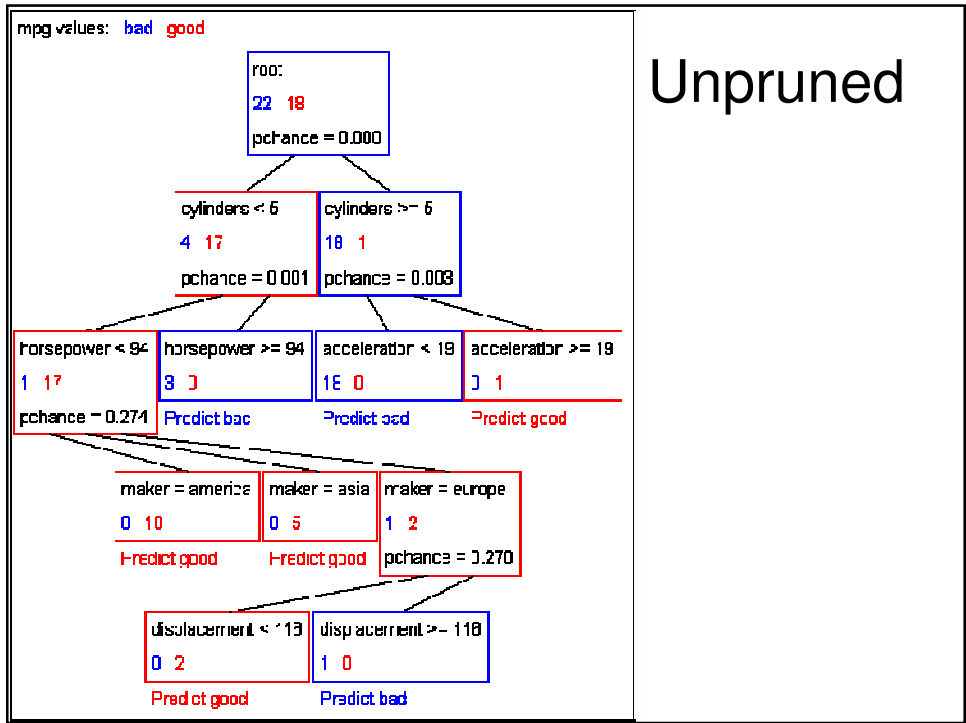 mpg values: bad good
Unpruned
root
22 18
pchance = 0.000
cylinders < 5
4 17
pchance = 0.001
cylinders >= 5
18 1
pchance = 0.003
horsepower < 94
1 17
pchance = 0.274
horsepower >= 94
3 0
Predict bad
acceleration < 19
18 0
Predict bad
acceleration >= 19
0 1
Predict good
maker = america
0 10
Predict good
maker = asia
0 5
Predict good
maker = europe
1 2
pchance = 0.270
displacement < 116
0 2
Predict good
displacement >= 116
1 0
Predict bad